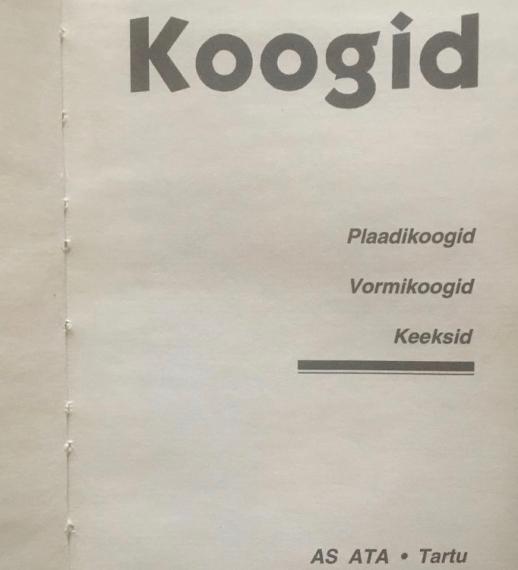 Koogid
Plaadikoogid
Vormikoogid
Keeksid
AS ATA • Tartu